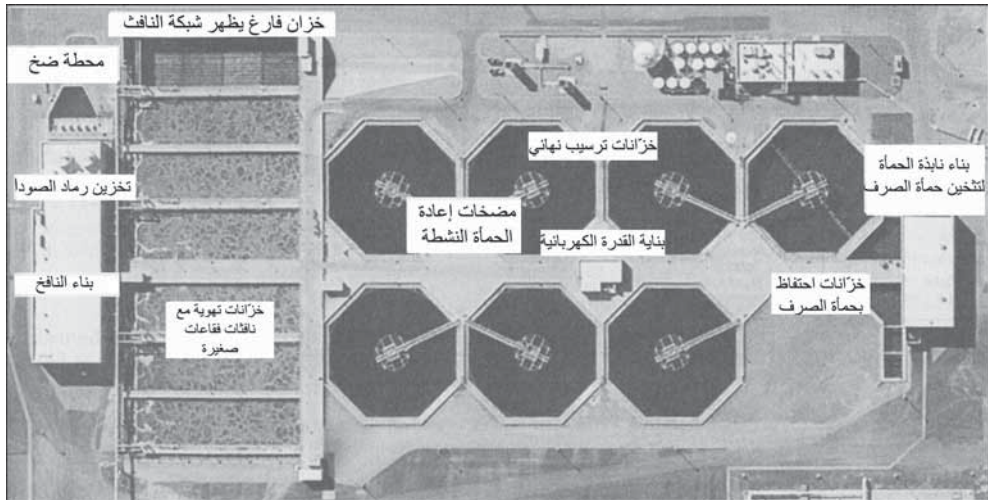 خزان فارغ يظهر شبكة النافث
محطة ضخ
خزّانات ترسيب نهائي
بناء نابذة الحمأة
لتثخين حمأة الصرف
تخزين رماد الصودا
مضخات إعادة
الحمأة النشطة
بناية القدرة الكهربائية
بناء النافخ
خزّانات احتفاظ
بحمأة الصرف
خزّانات تهوية مع
نافثات فقاعات
صغيرة